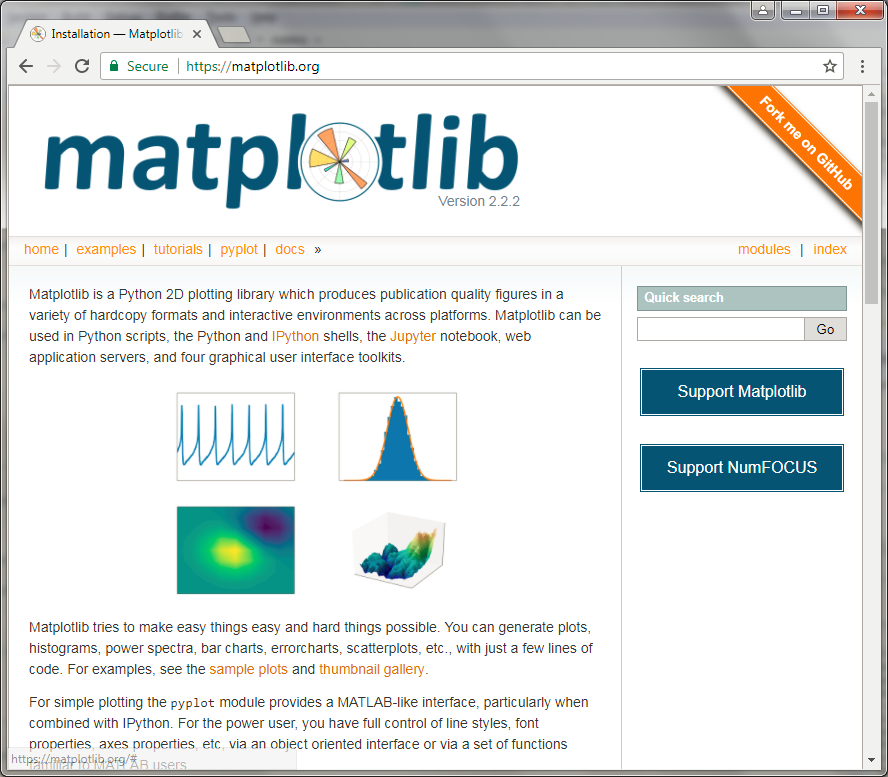 Installation — Matplotlib
Secure https://matplotlib.org
Fork me on GitHub
matplotlib
Version 2.2.2
home | examples | tutorials | pyplot | docs » modules | index
Matplotlib is a Python 2D plotting library which produces publication quality figures in a
variety of hardcopy formats and interactive environments across platforms. Matplotlib can be
used in Python scripts, the Python and IPython shells, the Jupyter notebook, web
application servers, and four graphical user interface toolkits.
Quick search
Go
Support Matplotlib
Support NumFOCUS
Matplotlib tries to make easy things easy and hard things possible. You can generate plots,
histograms, power spectra, bar charts, errorcharts, scatterplots, etc., with just a few lines of
code. For examples, see the sample plots and thumbnail gallery.
For simple plotting the pyplot module provides a MATLAB-like interface, particularly when
combined with IPython. For the power user, you have full control of line styles, font
properties, axes properties, etc, via an object oriented interface or via a set of functions
familiar to MATLAB users.
https://matplotlib.org/#